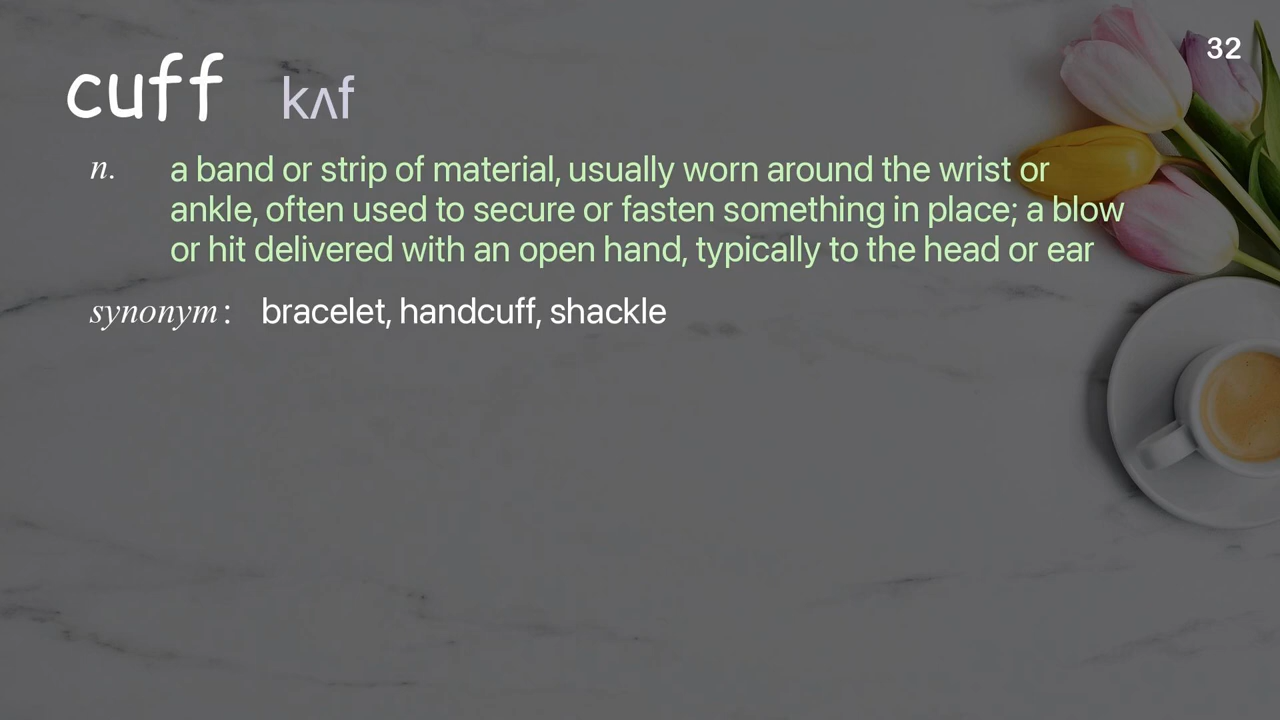 32
cuff kʌf
n. a band or strip of material, usually worn around the wrist or
ankle, often used to secure or fasten something in place; a blow
or hit delivered with an open hand, typically to the head or ear
synonym: bracelet, handcuff, shackle